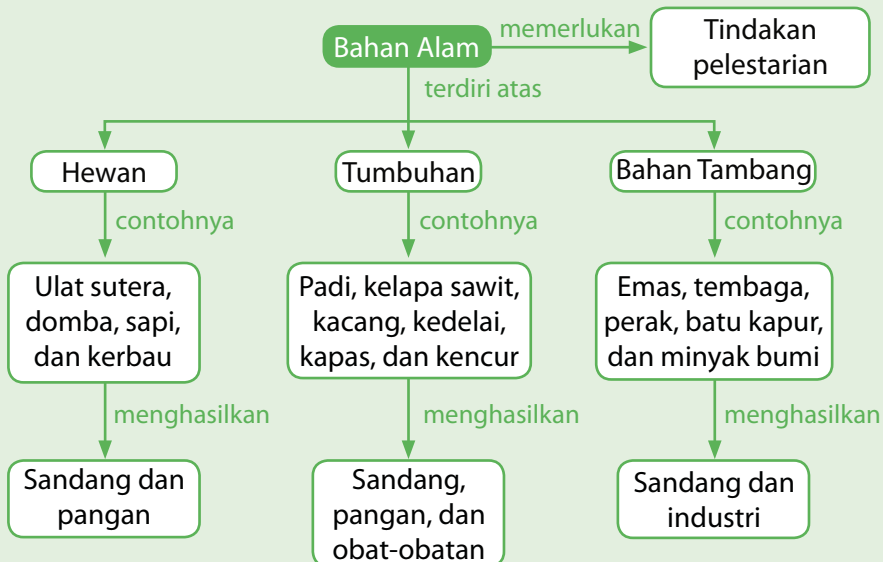 Bahan Alam
memerlukan
Tindakan
pelestarian
terdiri atas
Hewan
Tumbuhan
Bahan Tambang
contohnya
contohnya
contohnya
Ulat sutera,
domba, sapi,
dan kerbau
Padi, kelapa sawit,
kacang, kedelai,
kapas, dan kencur
Emas, tembaga,
perak, batu kapur,
dan minyak bumi
menghasilkan
menghasilkan
menghasilkan
Sandang dan
pangan
Sandang,
pangan, dan
obat-obatan
Sandang dan
industri